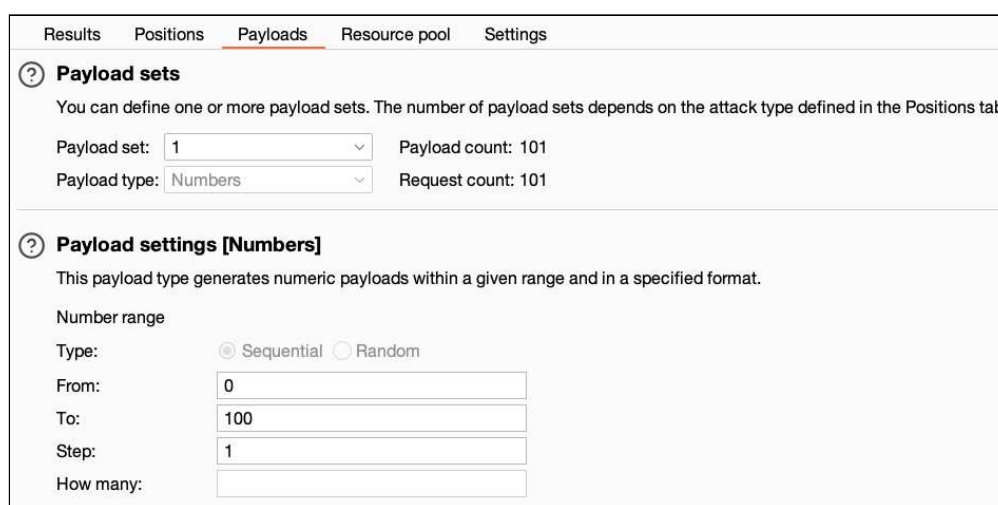 Results Positions Payloads Resource pool Settings
? Payload sets
You can define one or more payload sets. The number of payload sets depends on the attack type defined in the Positions tab
Payload set: 1 Payload count: 101
Payload type: Numbers Request count: 101
? Payload settings [Numbers]
This payload type generates numeric payloads within a given range and in a specified format.
Number range
Type: Sequential Random
From: 0
To: 100
Step: 1
How many: